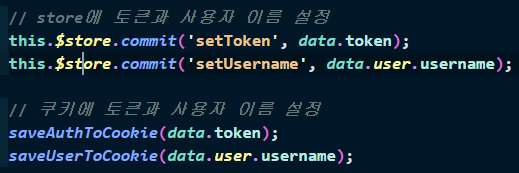 // store에 토큰과 사용자 이름 설정
this.$store.commit('setToken', data.token);
this.$store.commit('setUsername', data.user.username);
// 쿠키에 토큰과 사용자 이름 설정
saveAuthToCookie(data.token);
saveUserToCookie(data.user.username);